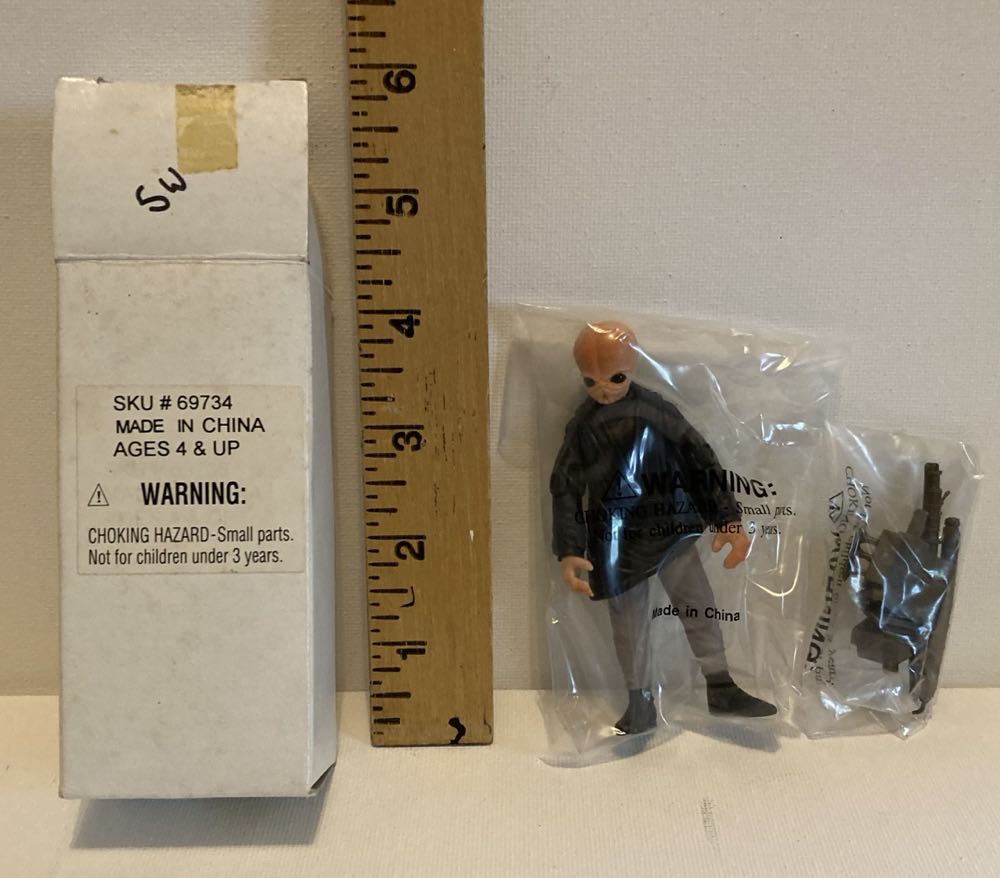 SW
SKU # 69734
MADE IN CHINA
AGES 4 & UP
WARNING:
CHOKING HAZARD-Small parts.
Not for children under 3 years.
6
5
4
3
2
1
WARNING:
CHOKING HAZARD - Small parts.
Not for children under 3 years.
Made in China